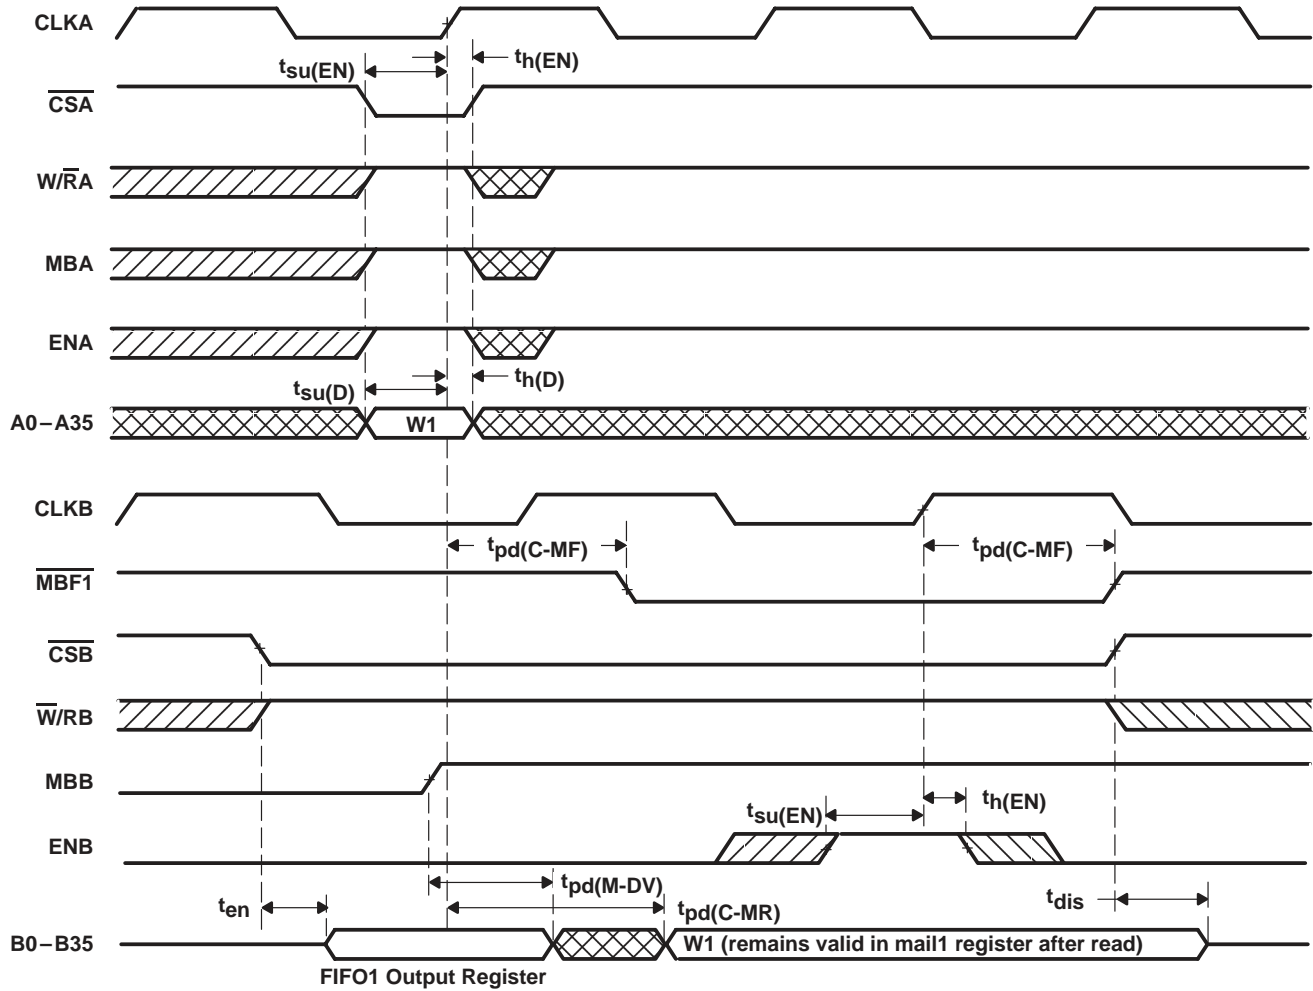 CLKA
tsu(EN)
th(EN)
CSA
W/RA
MBA
ENA
tsu(D)
th(D)
A0–A35
W1
CLKB
tpd(C-MF)
tpd(C-MF)
MBF1
CSB
W/RB
MBB
tsu(EN)
th(EN)
ENB
tpd(M-DV)
ten
tpd(C-MR)
tdis
B0–B35
W1 (remains valid in mail1 register after read)
FIFO1 Output Register